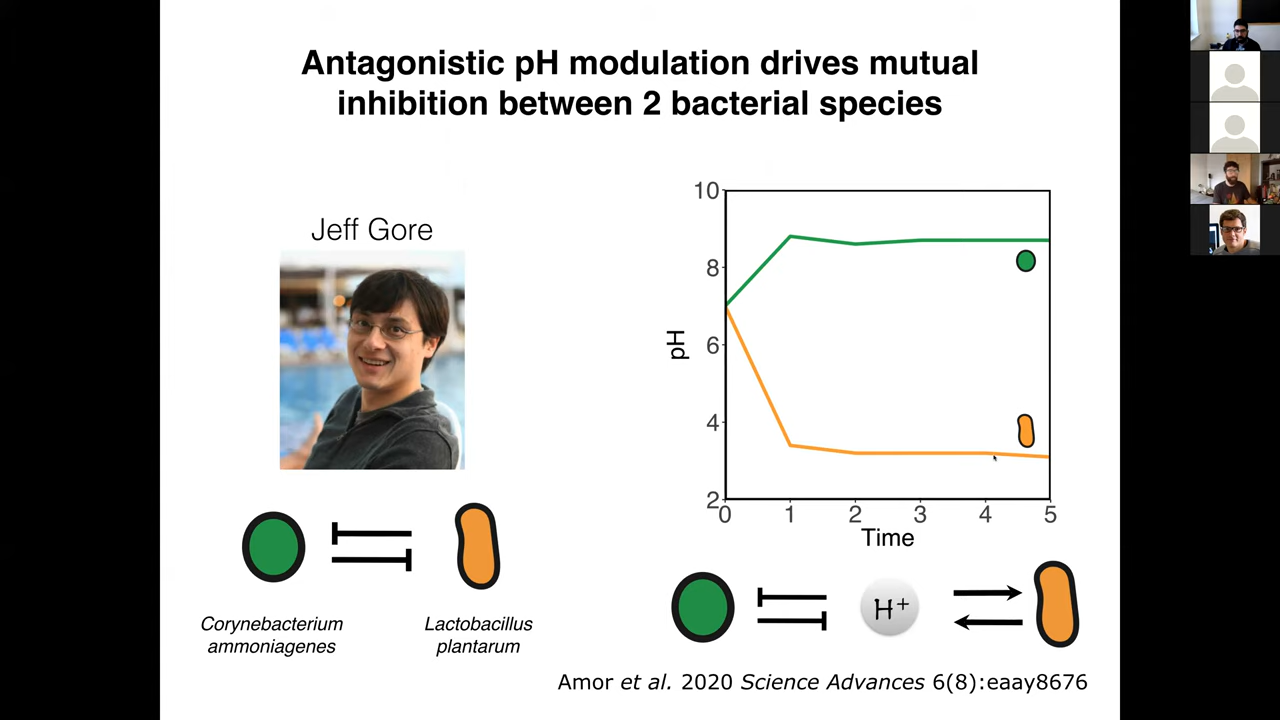 Antagonistic pH modulation drives mutual
inhibition between 2 bacterial species
Jeff Gore
Corynebacterium
ammoniagenes
Lactobacillus
plantarum
10
8
6
4
2
pH
0 1 2 3 4 5
Time
H+
Amor et al. 2020 Science Advances 6(8):eaay8676